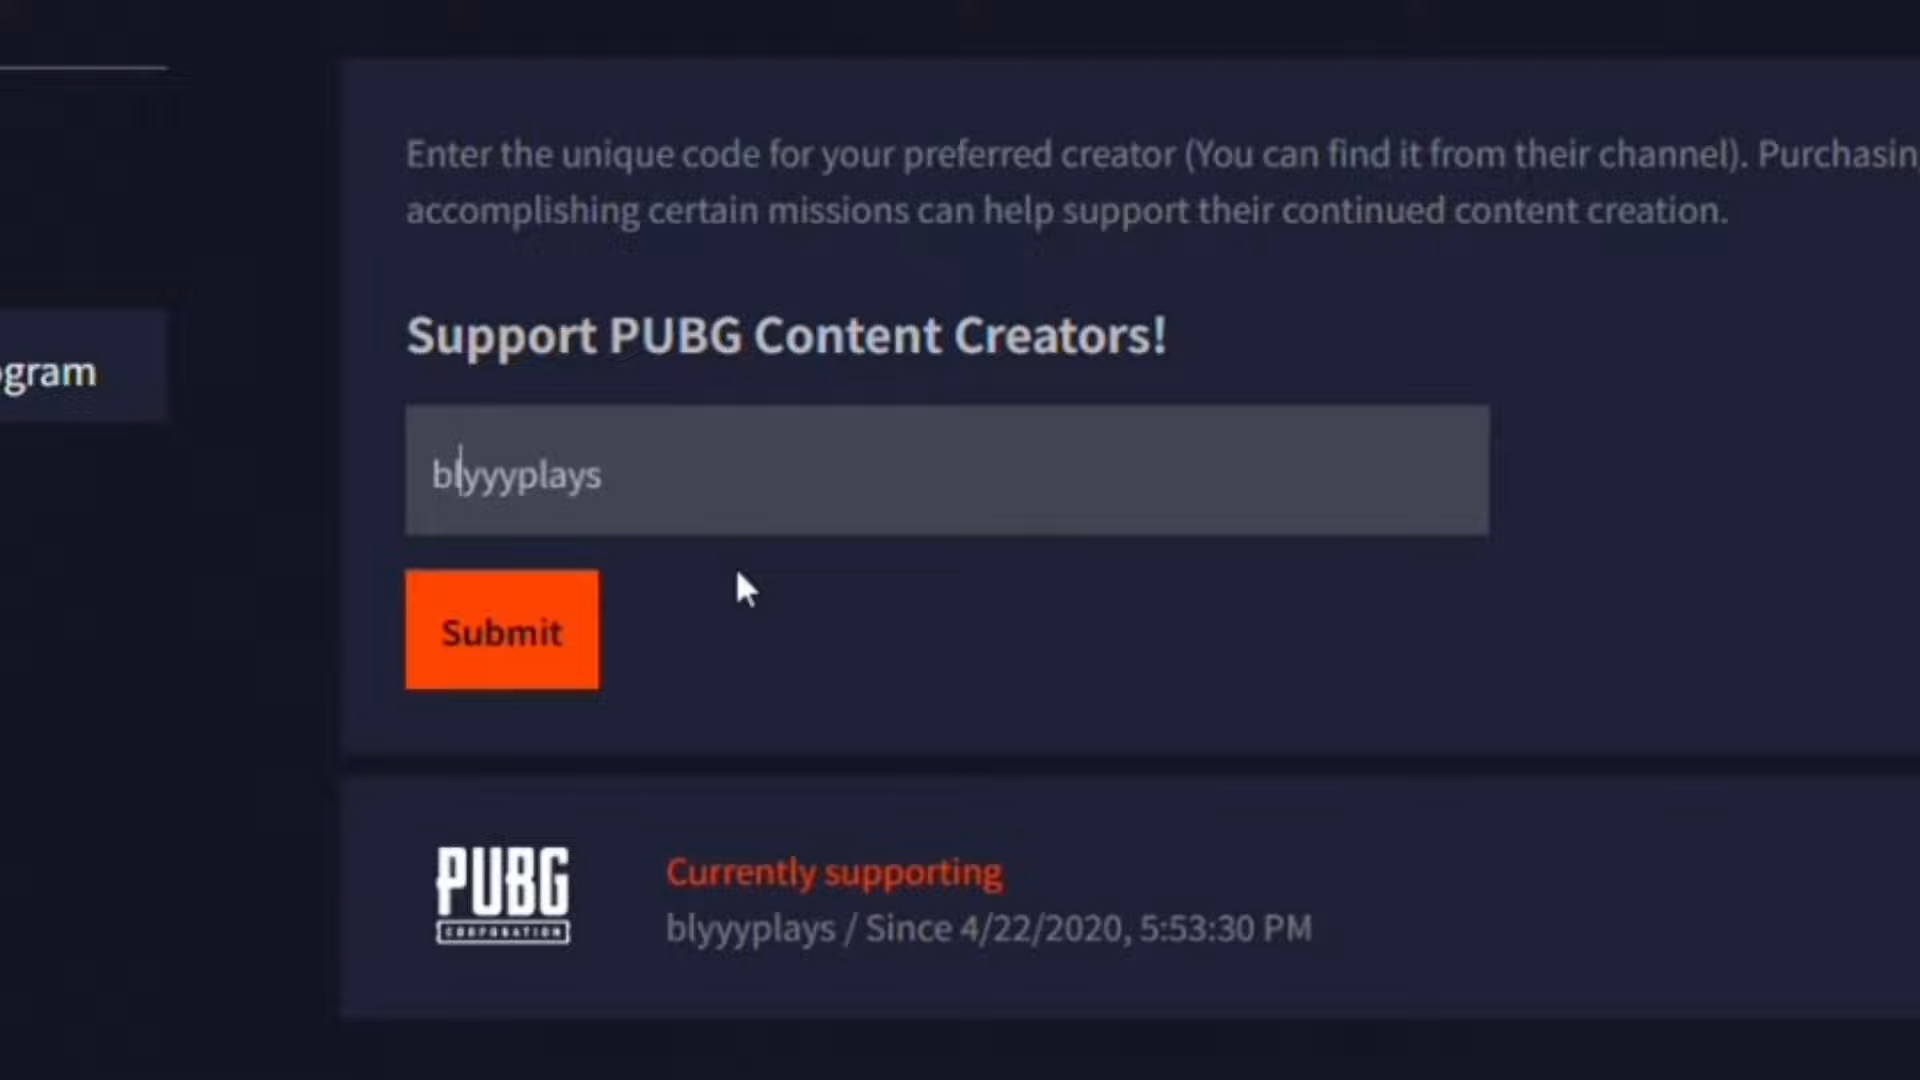 Enter the unique code for your preferred creator (You can find it from their channel). Purchasin
accomplishing certain missions can help support their continued content creation.
Support PUBG Content Creators!
ogram
blyyyplays
Submit
PUBG
CORPORATION
Currently supporting
blyyyplays / Since 4/22/2020, 5:53:30 PM